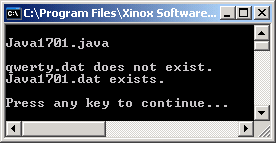 C:\Program Files\Xinox Software...
Java1701.java
qwerty.dat does not exist.
Java1701.dat exists.
Press any key to continue...